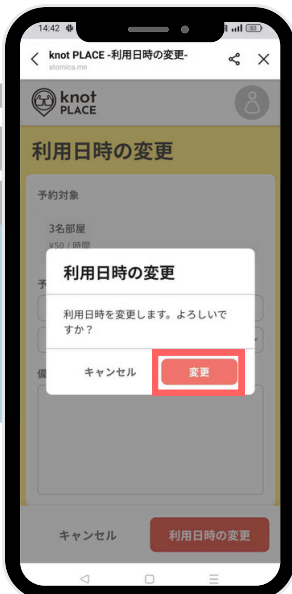 14:42
60
knot PLACE -利用日時の変更-
atomica.me
knot
PLACE
利用日時の変更
予約対象
3名部屋
¥50 / 時間
利用日時の変更
予
利用日時を変更します。よろしいで
すか？
備
キャンセル
変更
キャンセル
利用日時の変更